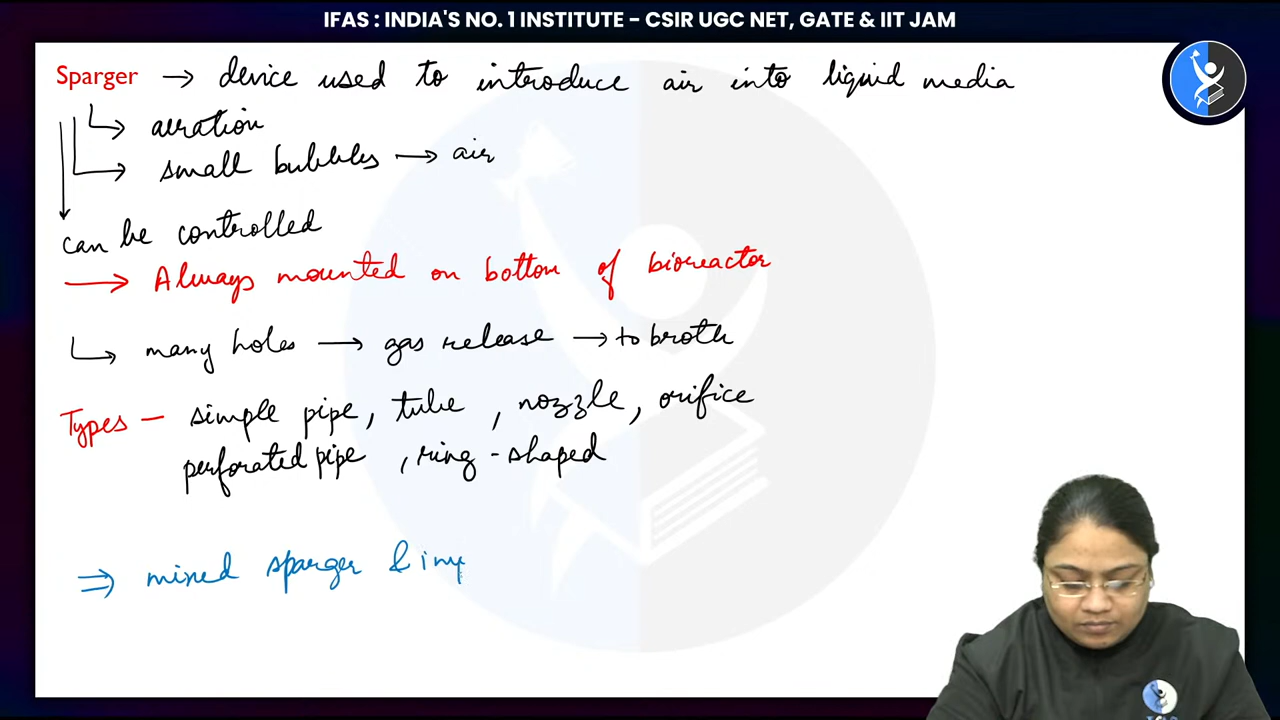 IFAS : INDIA'S NO. 1 INSTITUTE - CSIR UGC NET, GATE & IIT JAM
Sparger → device used to introduce air into liquid media
↳ aeration
→ small bubbles → air
can be controlled
→ Always mounted on bottom of bioreactor
↳ many holes → gas release → to broth
Types - simple pipe, tube, nozzle, orifice
perforated pipe, ring-shaped
⇒ mixed sparger & imp